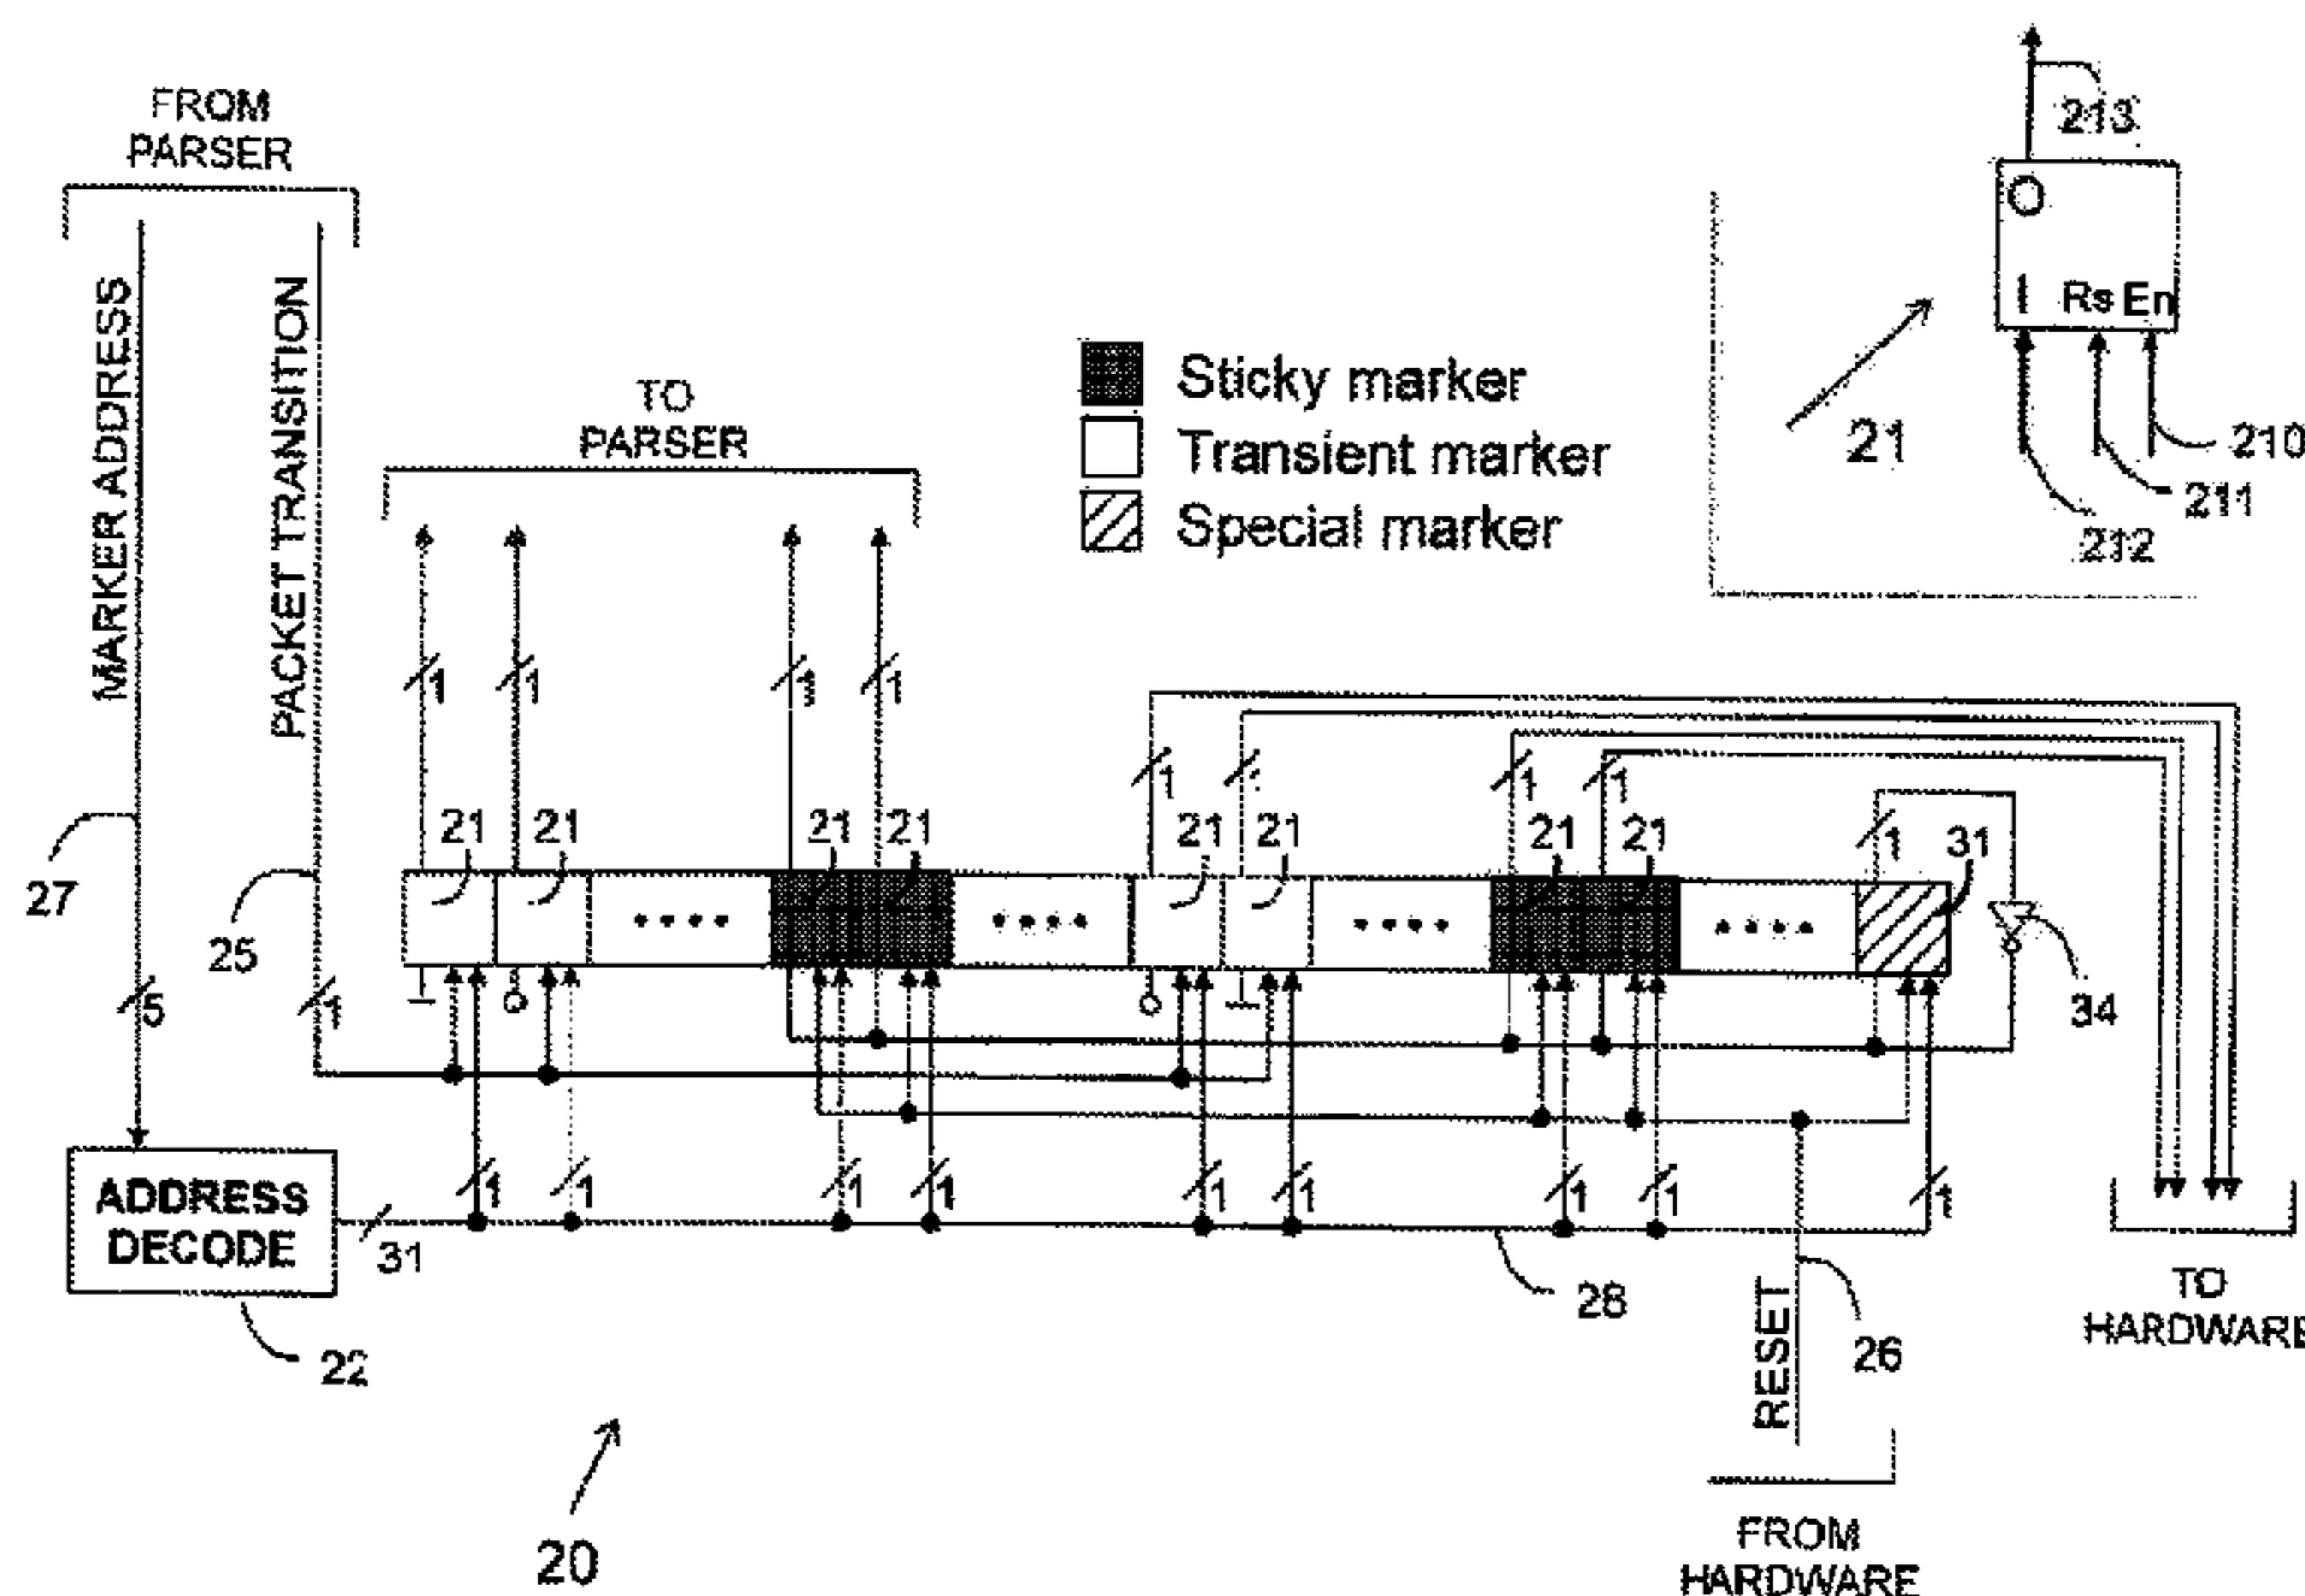 FROM
PARSER
MARKER ADDRESS
PACKET TRANSITION
TO
PARSER
Sticky marker
Transient marker
Special marker
213
O
I Rs En
21
210
211
212
1 1 1 1
1 1 1 1
1
21 21 21 21 21 21 21 21 31
27
25
5
1
34
ADDRESS
DECODE
31
1 1 1 1 1 1 1 1 1
28
22
RESET
26
TO
HARDWARE
20
FROM
HARDWARE